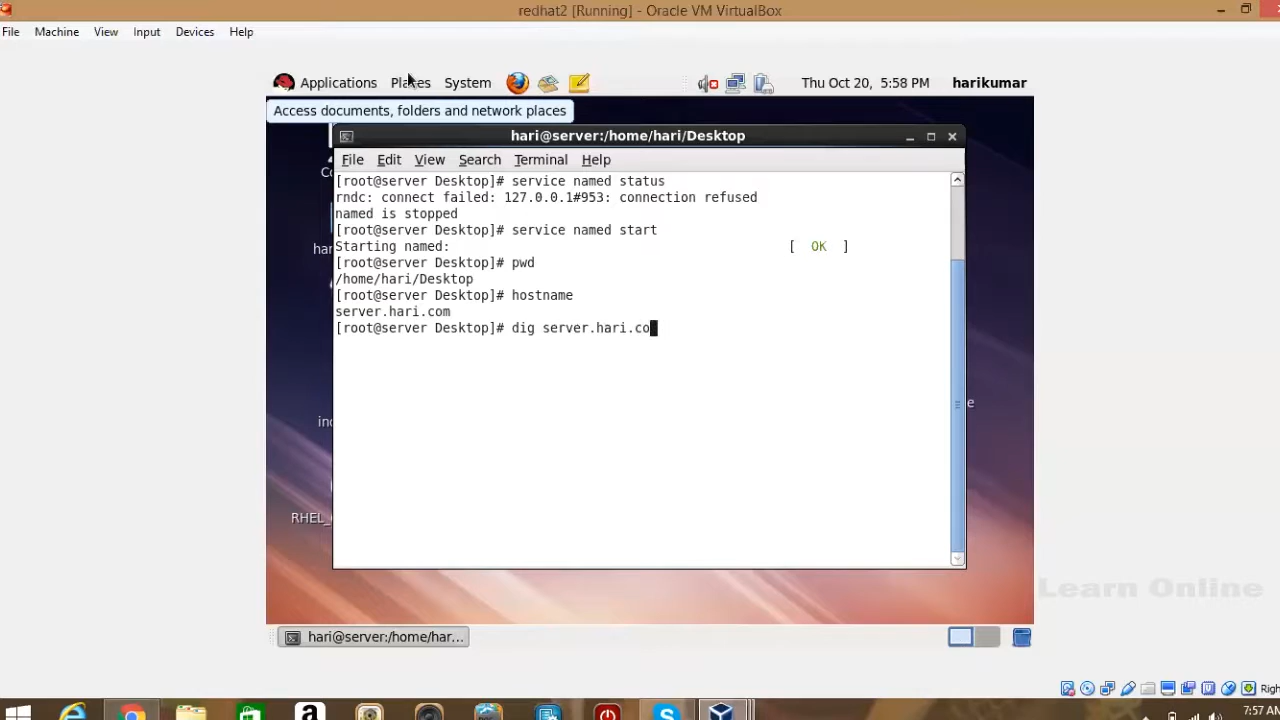 redhat2 [Running] - Oracle VM VirtualBox
File Machine View Input Devices Help
Applications Places System Thu Oct 20, 5:58 PM harikumar
Access documents, folders and network places
hari@server:/home/hari/Desktop
File Edit View Search Terminal Help
[root@server Desktop]# service named status
rndc: connect failed: 127.0.0.1#953: connection refused
named is stopped
[root@server Desktop]# service named start
Starting named: [ OK ]
[root@server Desktop]# pwd
/home/hari/Desktop
[root@server Desktop]# hostname
server.hari.com
[root@server Desktop]# dig server.hari.co
Co
har
e
inc
RHEL_
Learn Online
hari@server:/home/har...
Righ
7:57 AM